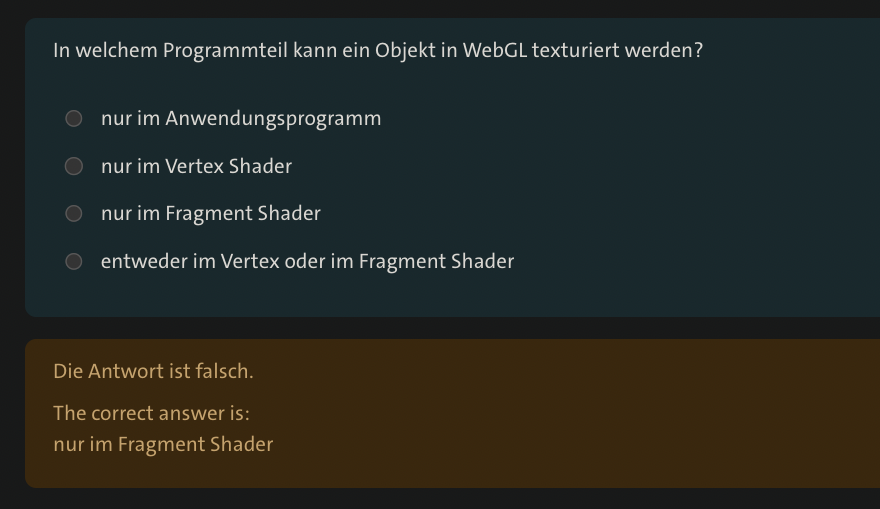 In welchem Programmteil kann ein Objekt in WebGL texturiert werden?
nur im Anwendungsprogramm
nur im Vertex Shader
nur im Fragment Shader
entweder im Vertex oder im Fragment Shader
Die Antwort ist falsch.
The correct answer is:
nur im Fragment Shader